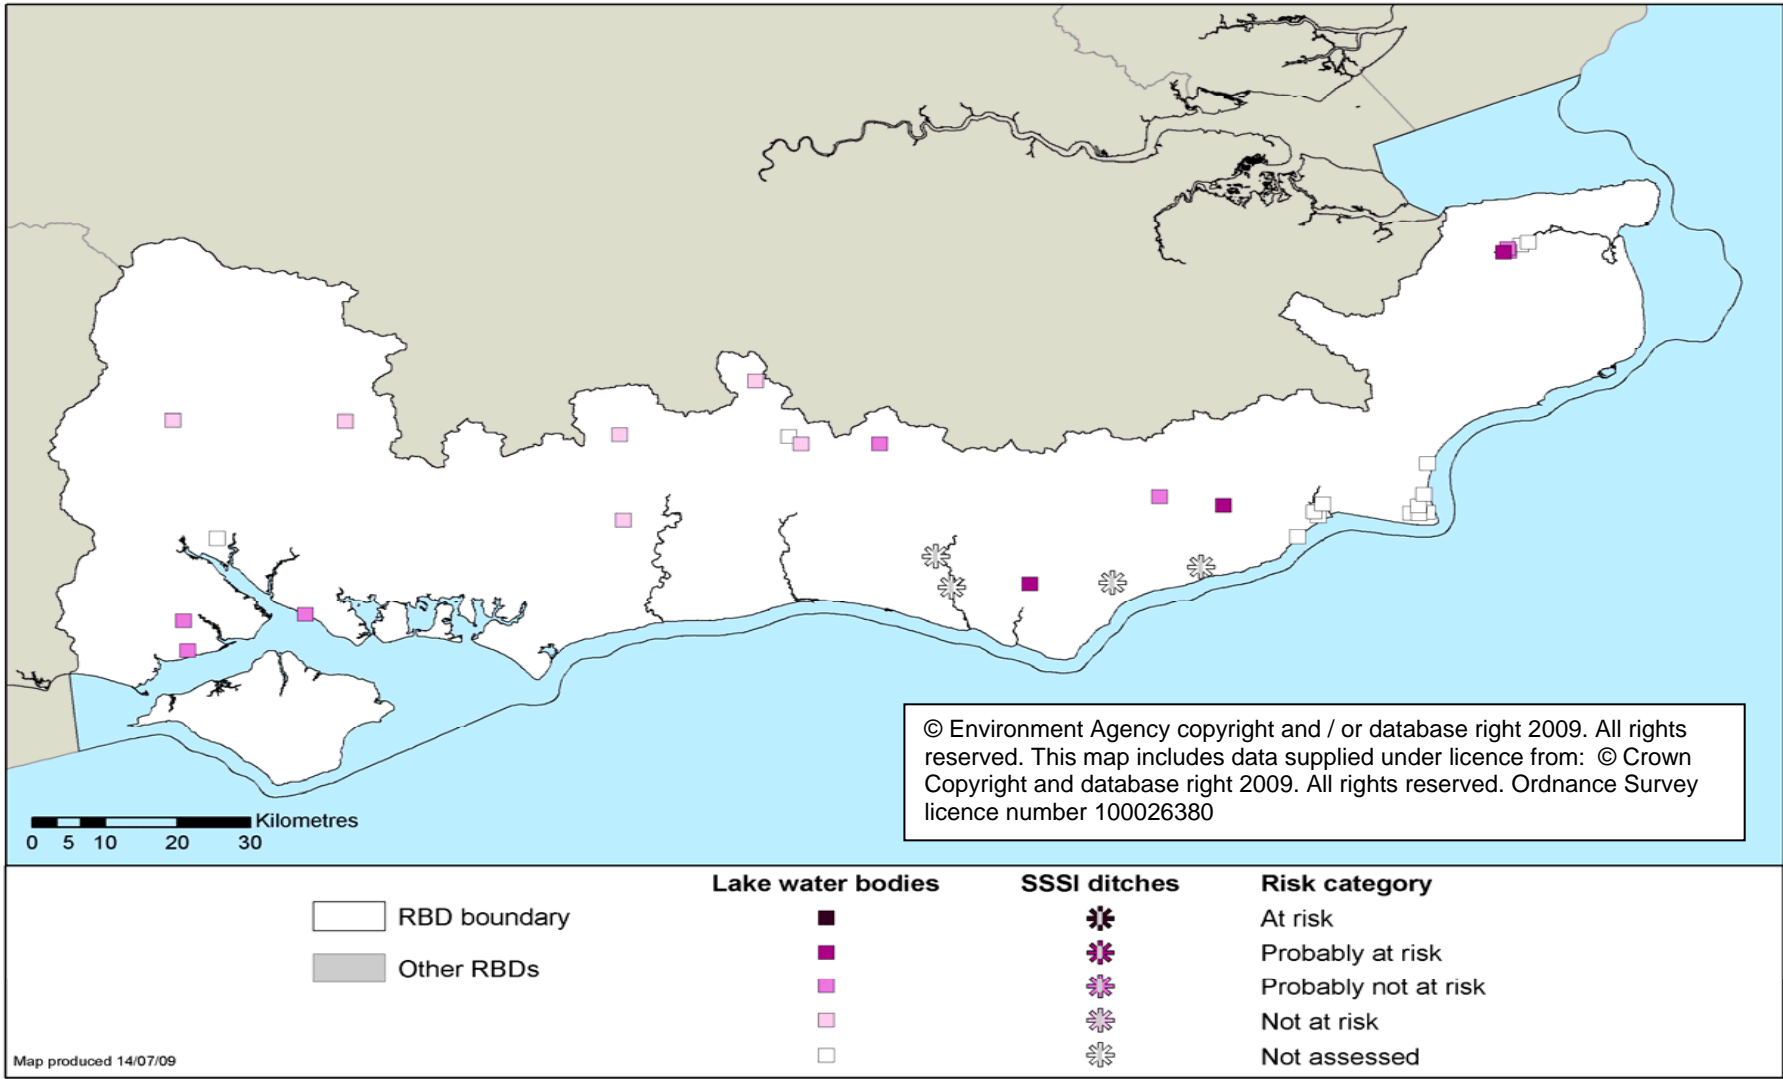 © Environment Agency copyright and / or database right 2009. All rights
reserved. This map includes data supplied under licence from:  © Crown
Copyright and database right 2009. All rights reserved. Ordnance Survey
licence number 100026380
Kilometres
0 5 10 20 30
Lake water bodies SSSI ditches Risk category
RBD boundary At risk
Probably at risk
Other RBDs
Probably not at risk
Not at risk
Not assessed
Map produced 14/07/09